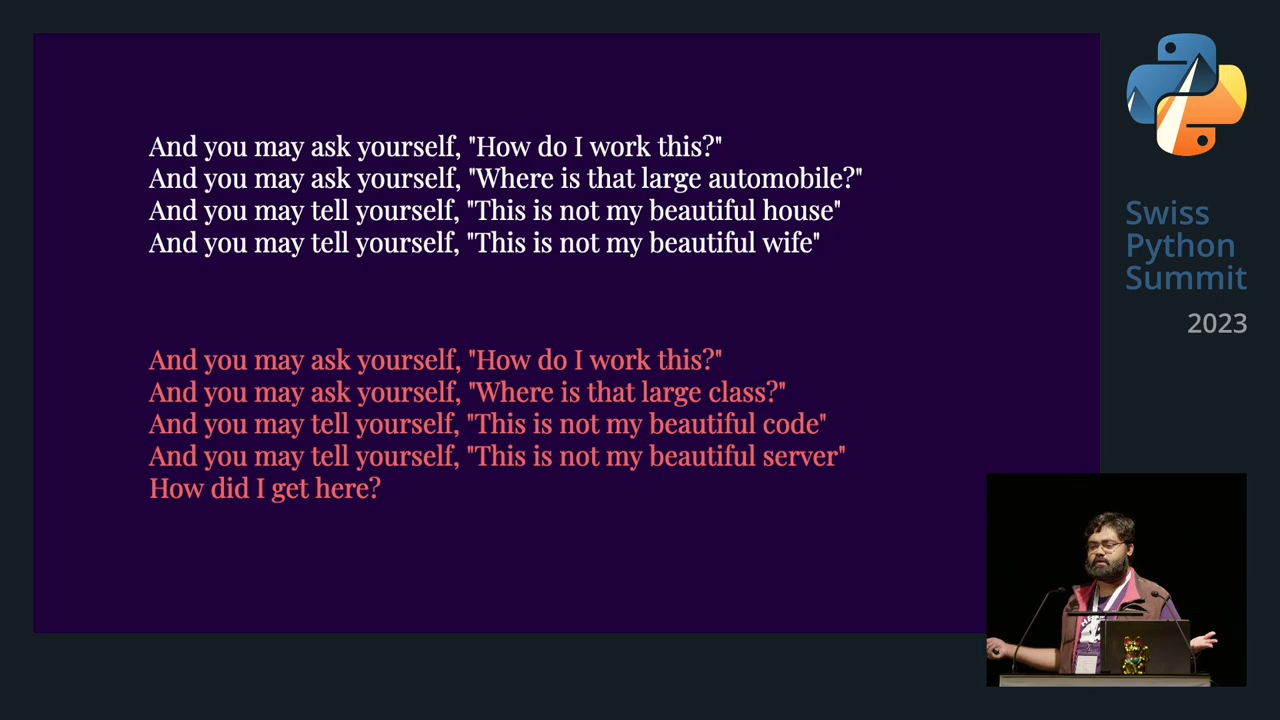 And you may ask yourself, "How do I work this?"
And you may ask yourself, "Where is that large automobile?"
And you may tell yourself, "This is not my beautiful house"
And you may tell yourself, "This is not my beautiful wife"
And you may ask yourself, "How do I work this?"
And you may ask yourself, "Where is that large class?"
And you may tell yourself, "This is not my beautiful code"
And you may tell yourself, "This is not my beautiful server"
How did I get here?
Swiss
Python
Summit
2023